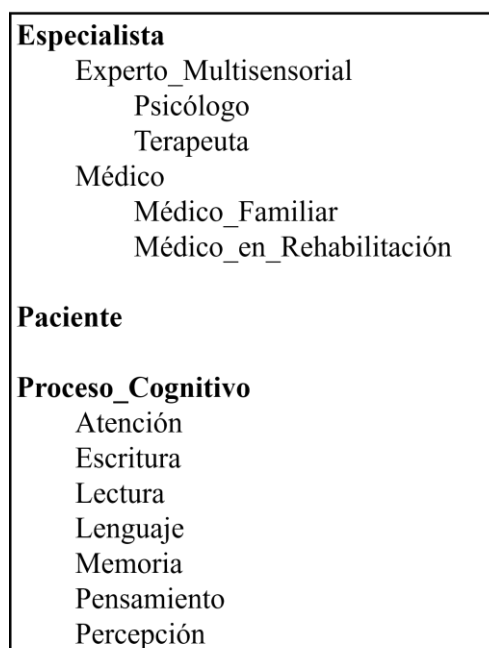 Especialista
Experto_Multisensorial
Psicólogo
Terapeuta
Médico
Médico_Familiar
Médico_en_Rehabilitación
Paciente
Proceso_Cognitivo
Atención
Escritura
Lectura
Lenguaje
Memoria
Pensamiento
Percepción